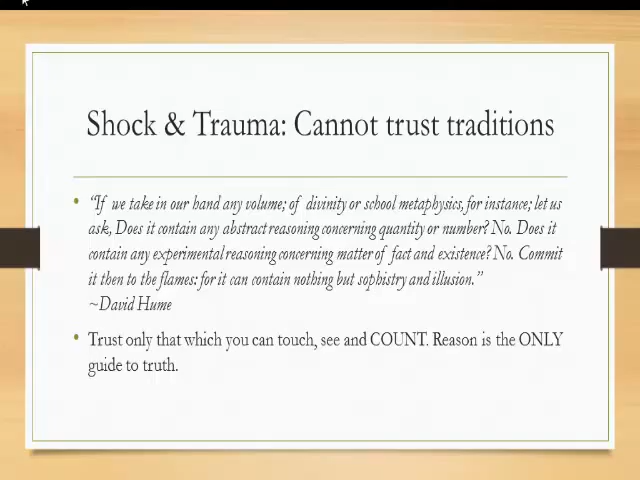 Shock & Trauma: Cannot trust traditions
• “If we take in our hand any volume; of divinity or school metaphysics, for instance; let us
ask, Does it contain any abstract reasoning concerning quantity or number? No. Does it
contain any experimental reasoning concerning matter of fact and existence? No. Commit
it then to the flames: for it can contain nothing but sophistry and illusion.”
~David Hume
• Trust only that which you can touch, see and COUNT. Reason is the ONLY
guide to truth.